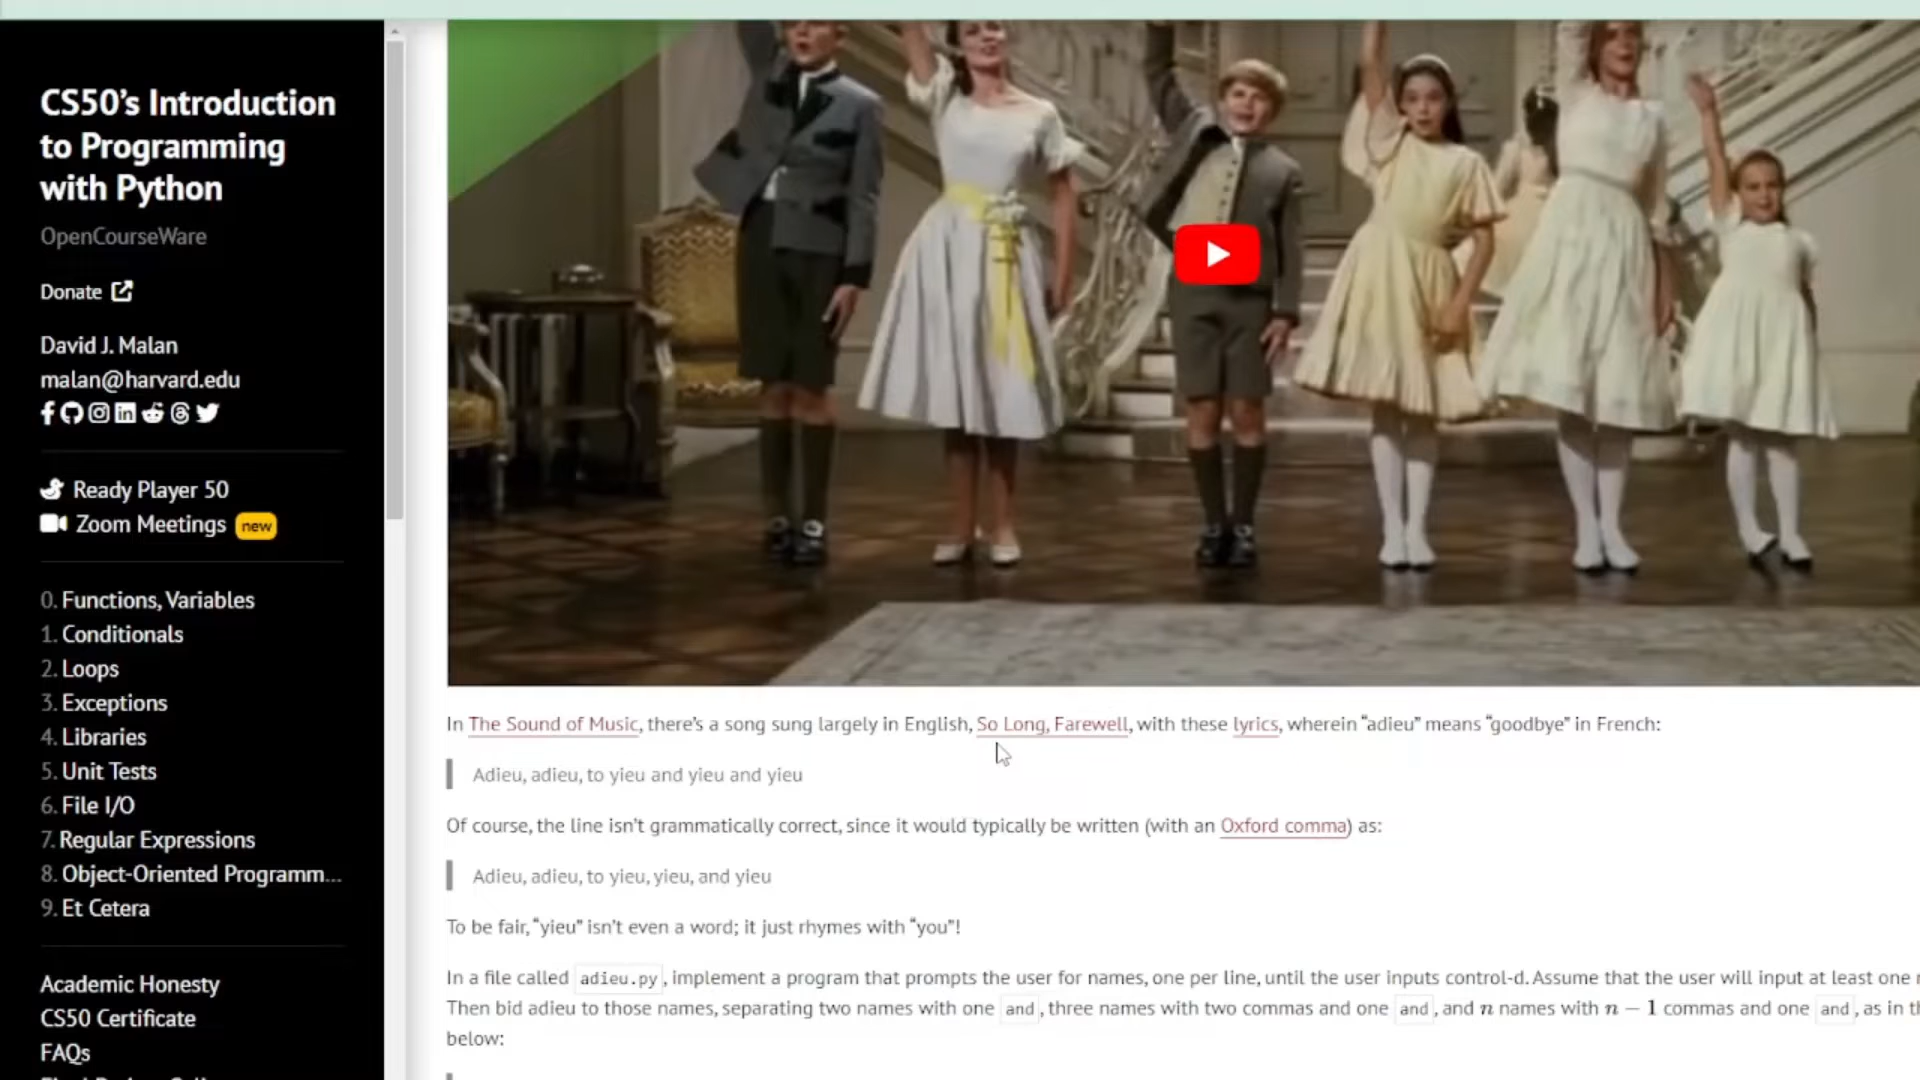 CS50's Introduction
to Programming
with Python
OpenCourseWare
Donate
David J. Malan
malan@harvard.edu
Ready Player 50
Zoom Meetings new
0. Functions, Variables
1. Conditionals
2. Loops
3. Exceptions
4. Libraries
5. Unit Tests
6. File I/O
7. Regular Expressions
8. Object-Oriented Programm...
9. Et Cetera
Academic Honesty
CS50 Certificate
FAQs
In The Sound of Music, there's a song sung largely in English, So Long, Farewell, with these lyrics, wherein “adieu” means “goodbye” in French:
Adieu, adieu, to yieu and yieu and yieu
Of course, the line isn't grammatically correct, since it would typically be written (with an Oxford comma) as:
Adieu, adieu, to yieu, yieu, and yieu
To be fair, “yieu” isn't even a word; it just rhymes with “you”!
In a file called adieu.py, implement a program that prompts the user for names, one per line, until the user inputs control-d. Assume that the user will input at least one
Then bid adieu to those names, separating two names with one and, three names with two commas and one and, and n names with n − 1 commas and one and, as in
below: